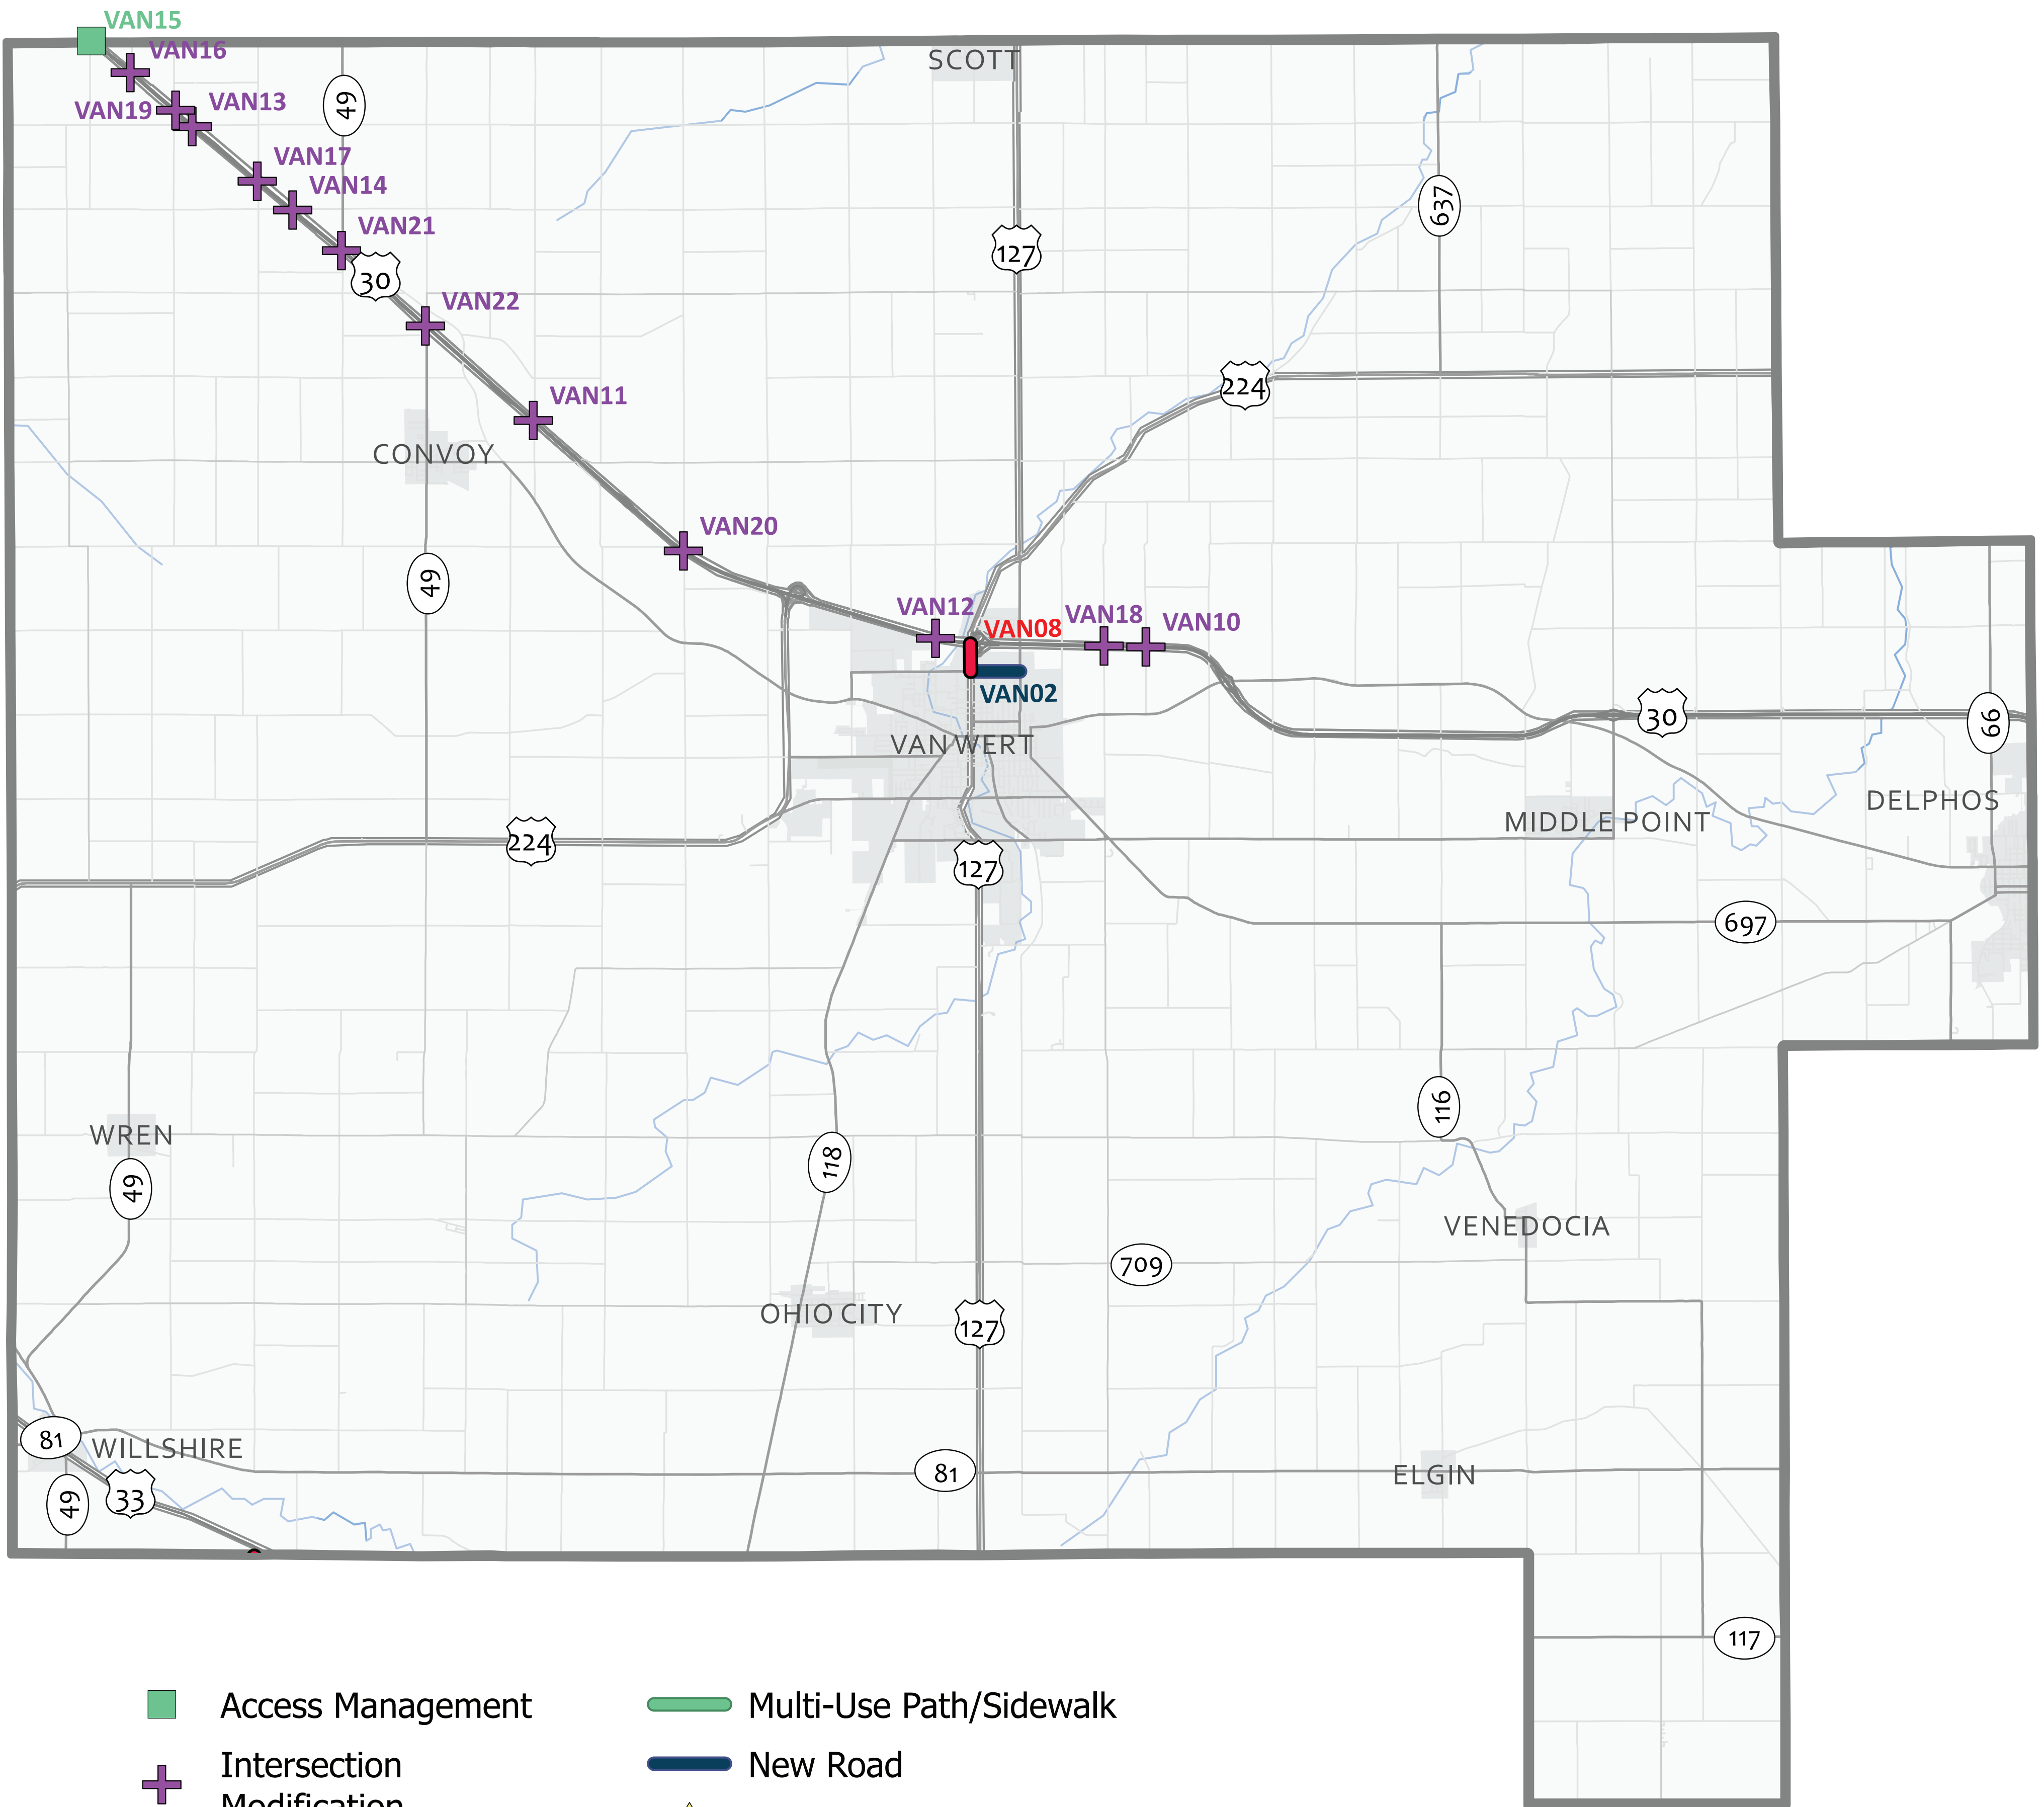 VAN15
VAN16
SCOTT
49
VAN19
VAN13
VAN17
VAN14
637
VAN21
127
30
VAN22
224
VAN11
CONVOY
VAN20
49
VAN12
VAN08
VAN18
VAN10
VAN02
30
66
VAN WERT
DELPHOS
MIDDLE POINT
224
127
697
116
WREN
118
49
VENEDOCIA
709
OHIO CITY
127
81
WILLSHIRE
81
ELGIN
33
49
117
Access Management
Multi-Use Path/Sidewalk
Intersection
New Road
Modification